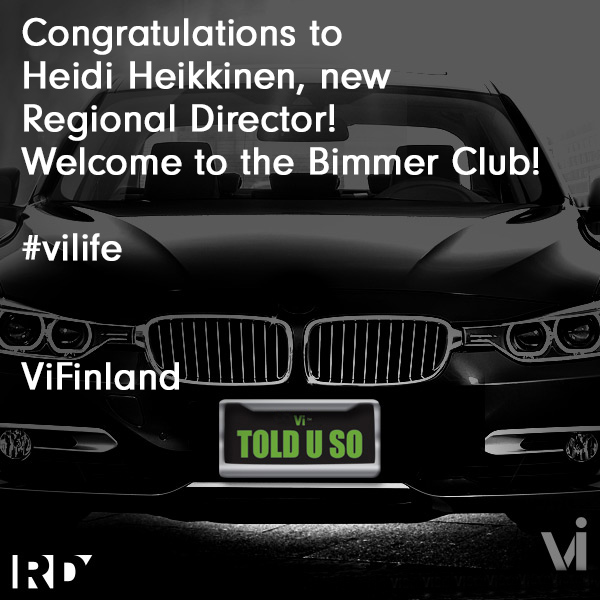 Congratulations to
Heidi Heikkinen, new
Regional Director!
Welcome to the Bimmer Club!
#vilife
ViFinland
Vi
TOLD U SO
RD
vi